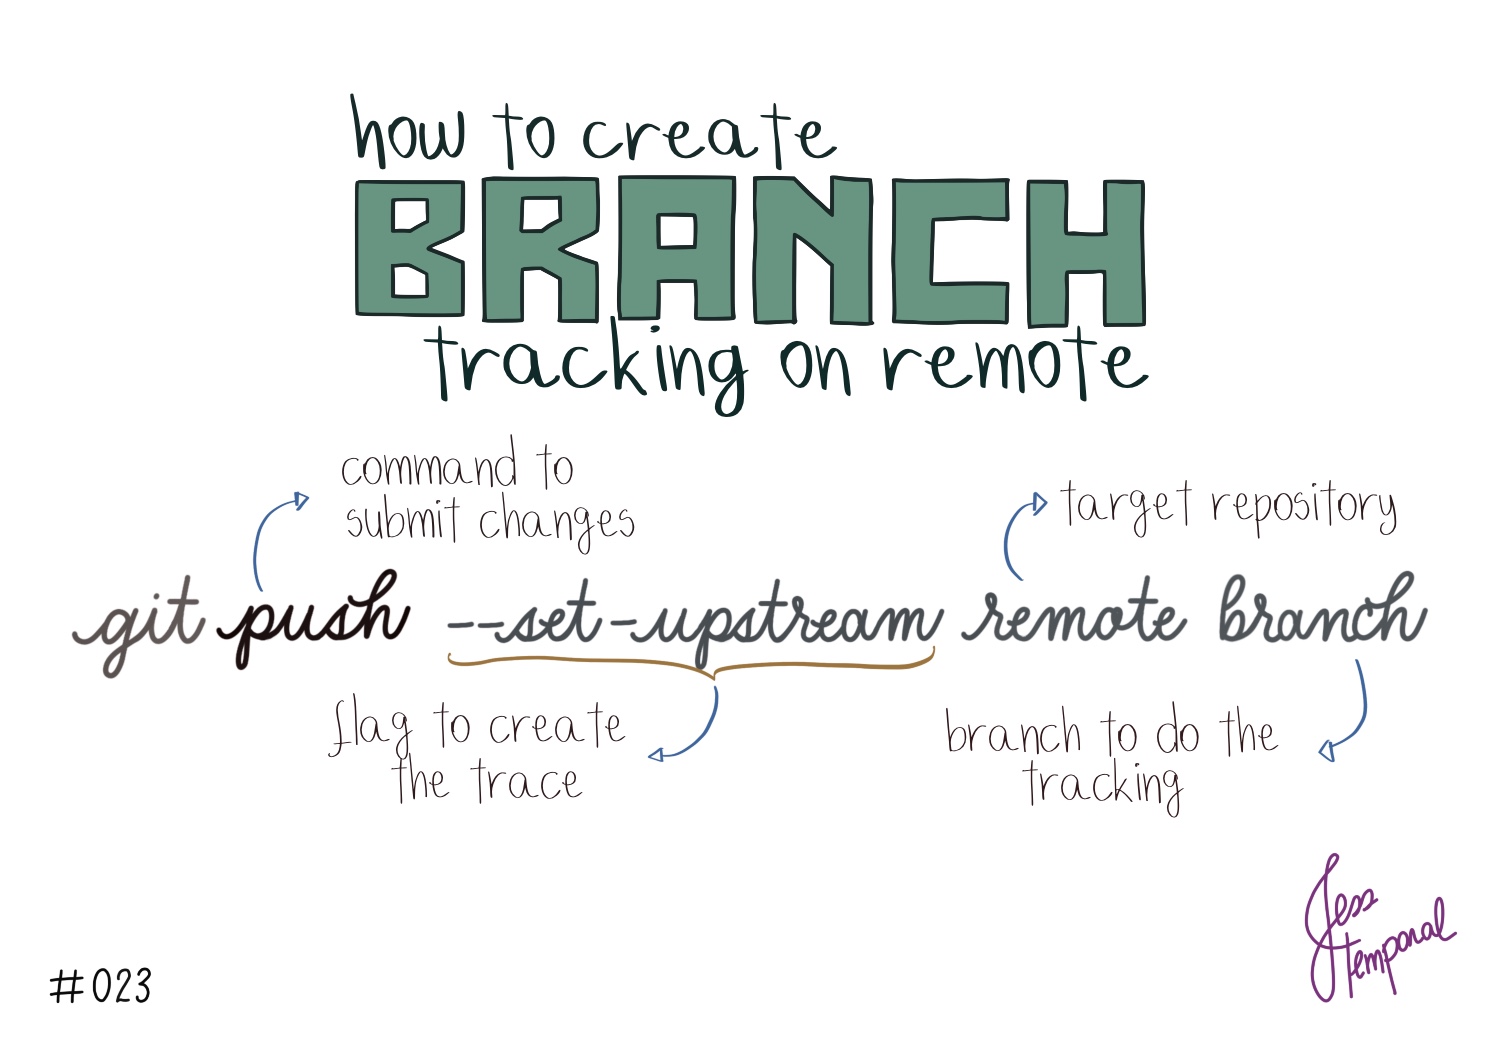 how to create
BRANCH
tracking on remote
command to
submit changes
target repository
git push --set-upstream remote branch
flag to create
the trace
branch to do the
tracking
Jess
temporal
#023